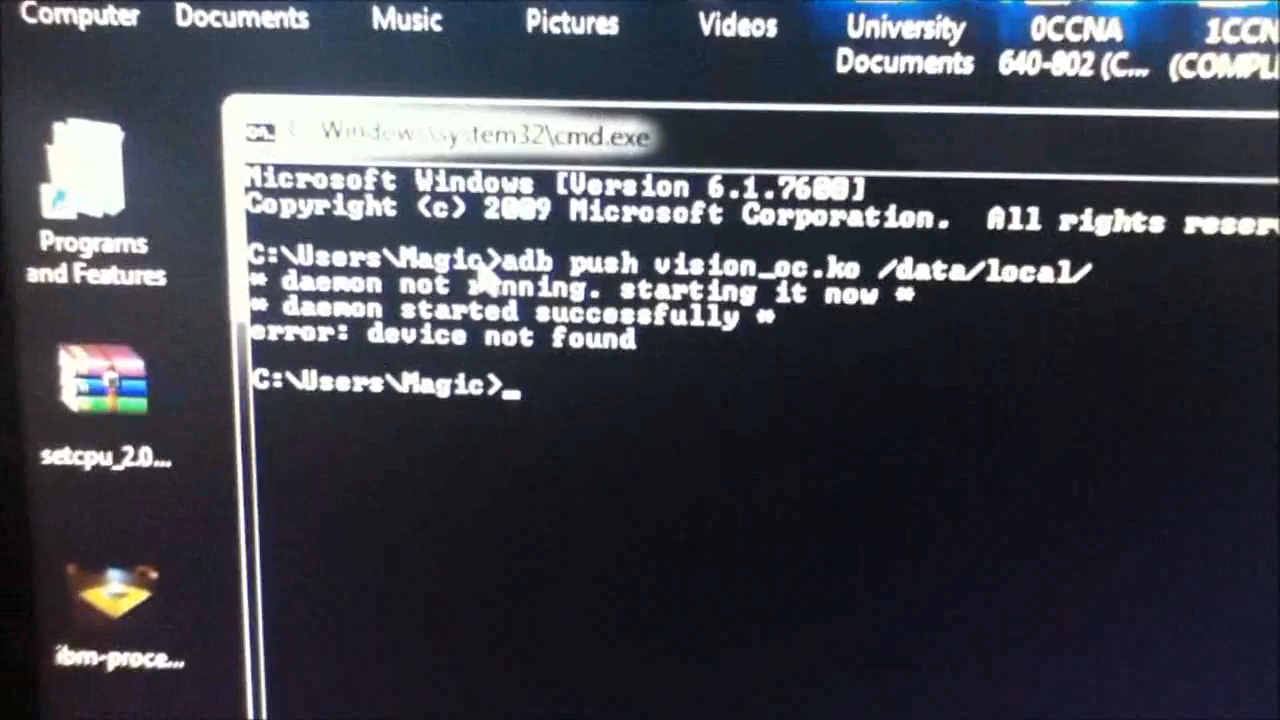 Computer
Documents
Music
Pictures
Videos
University
Documents
0CCNA
640-802 (C...
1CCN
(COMPL
Windows\system32\cmd.exe
Microsoft Windows [Version 6.1.7600]
Copyright (c) 2009 Microsoft Corporation.  All rights reser
C:\Users\Magic>adb push vision_oc.ko /data/local/
* daemon not running. starting it now *
* daemon started successfully *
error: device not found
C:\Users\Magic>_
Programs
and Features
setcpu_2.0...
ibm-proce...